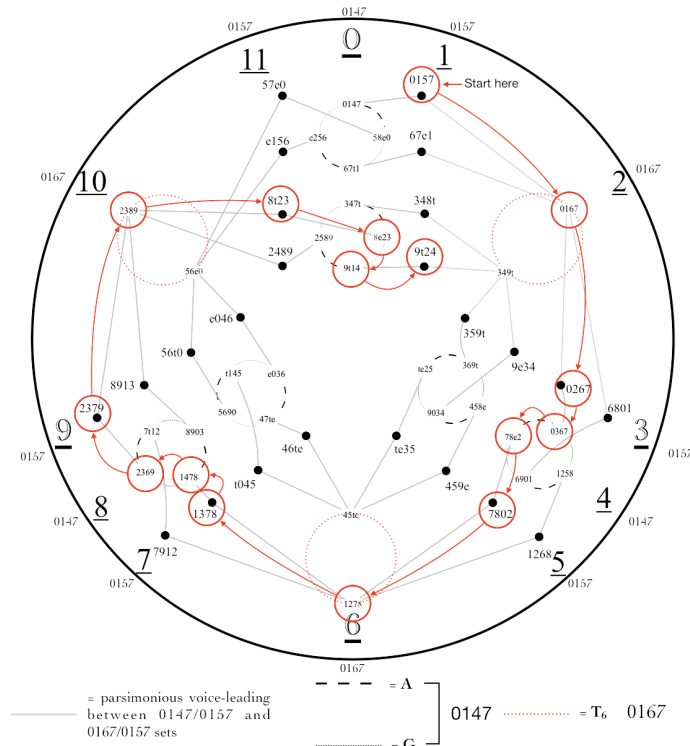 0147
0157 0157
0
11 1
57e0 0157 Start here
0147
e156 e256 58e0 67e1
67t1
0167 0167
10 2
2389 8t23 347t 348t 0167
2589 8e23
2489 9t14 9t24
56e0 349t
e046 359t
56t0 te25 369t 9e34
t145 e036
8913 0267
5690 9034 458e
2379 47te 6801
9 7t12 8903 78e2 0367 3
46te te35
0157 2369 1478 t045 459e 6901 1258 0157
8 1378 7802 4
0147 45te 0147
7912 1268
7 5
0157 0157
1278
6
0167
= parsimonious voice-leading
between 0147/0157 and
0167/0157 sets
= A
0147
= T6 0167
= G